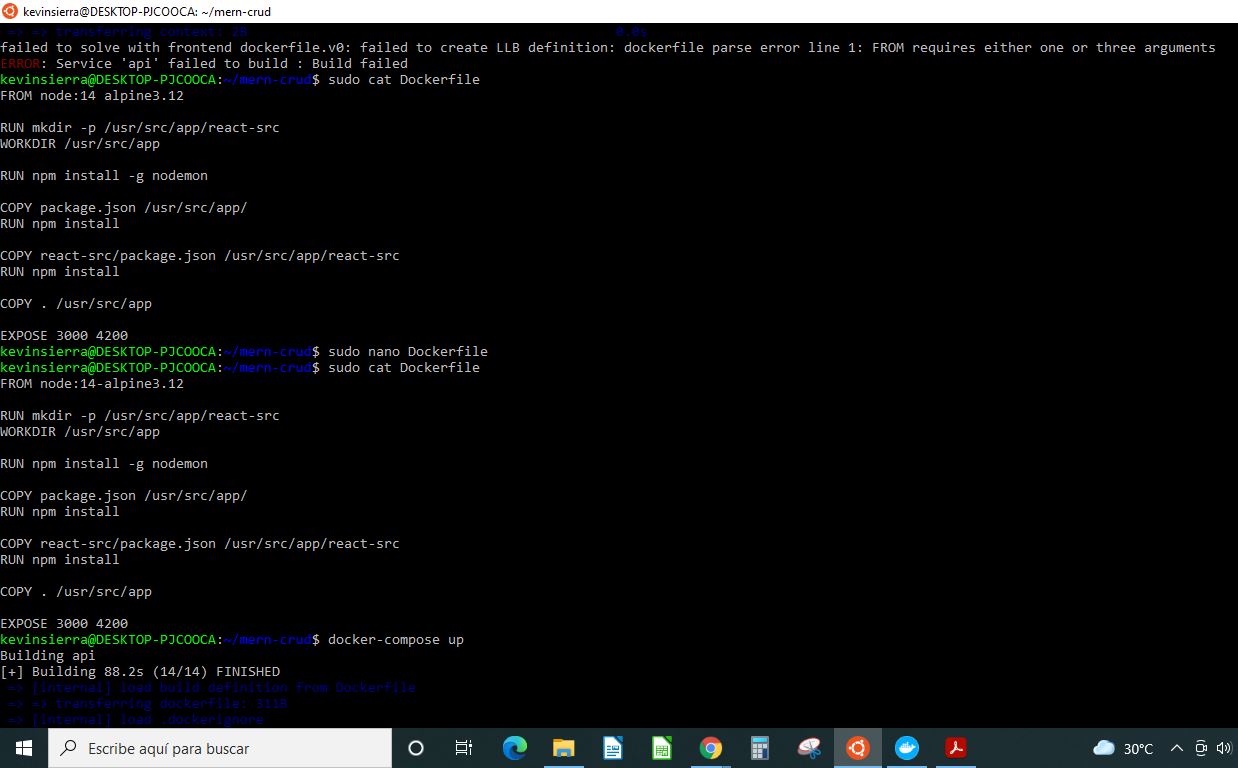 kevinsierra@DESKTOP-PJCOOCA: ~/mern-crud
=> => transferring context: 2B 0.0s
failed to solve with frontend dockerfile.v0: failed to create LLB definition: dockerfile parse error line 1: FROM requires either one or three arguments
ERROR: Service 'api' failed to build : Build failed
kevinsierra@DESKTOP-PJCOOCA:~/mern-crud$ sudo cat Dockerfile
FROM node:14 alpine3.12
RUN mkdir -p /usr/src/app/react-src
WORKDIR /usr/src/app
RUN npm install -g nodemon
COPY package.json /usr/src/app/
RUN npm install
COPY react-src/package.json /usr/src/app/react-src
RUN npm install
COPY . /usr/src/app
EXPOSE 3000 4200
kevinsierra@DESKTOP-PJCOOCA:~/mern-crud$ sudo nano Dockerfile
kevinsierra@DESKTOP-PJCOOCA:~/mern-crud$ sudo cat Dockerfile
FROM node:14-alpine3.12
RUN mkdir -p /usr/src/app/react-src
WORKDIR /usr/src/app
RUN npm install -g nodemon
COPY package.json /usr/src/app/
RUN npm install
COPY react-src/package.json /usr/src/app/react-src
RUN npm install
COPY . /usr/src/app
EXPOSE 3000 4200
kevinsierra@DESKTOP-PJCOOCA:~/mern-crud$ docker-compose up
Building api
[+] Building 88.2s (14/14) FINISHED
=> [internal] load build definition from Dockerfile
=> => transferring dockerfile: 311B
=> [internal] load .dockerignore
Escribe aquí para buscar
30°C